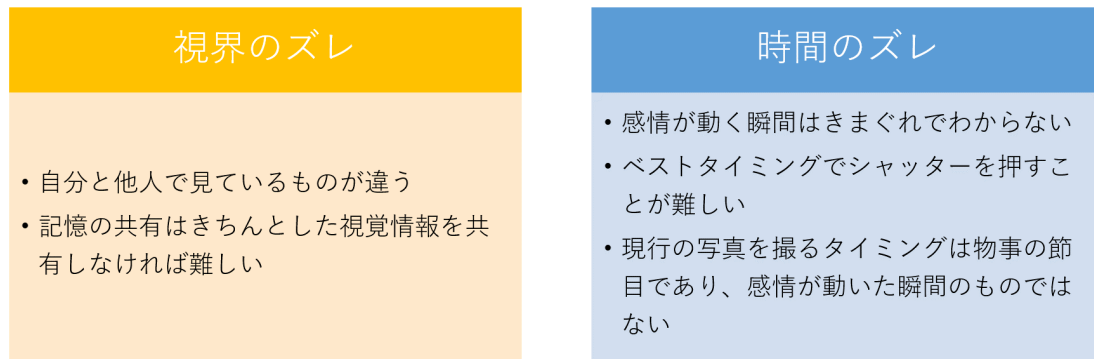 視界のズレ
• 自分と他人で見ているものが違う
• 記憶の共有はきちんとした視覚情報を共
有しなければ難しい
時間のズレ
• 感情が動く瞬間はきまぐれでわからない
• ベストタイミングでシャッターを押すこ
とが難しい
• 現行の写真を撮るタイミングは物事の節
目であり、感情が動いた瞬間のものでは
ない